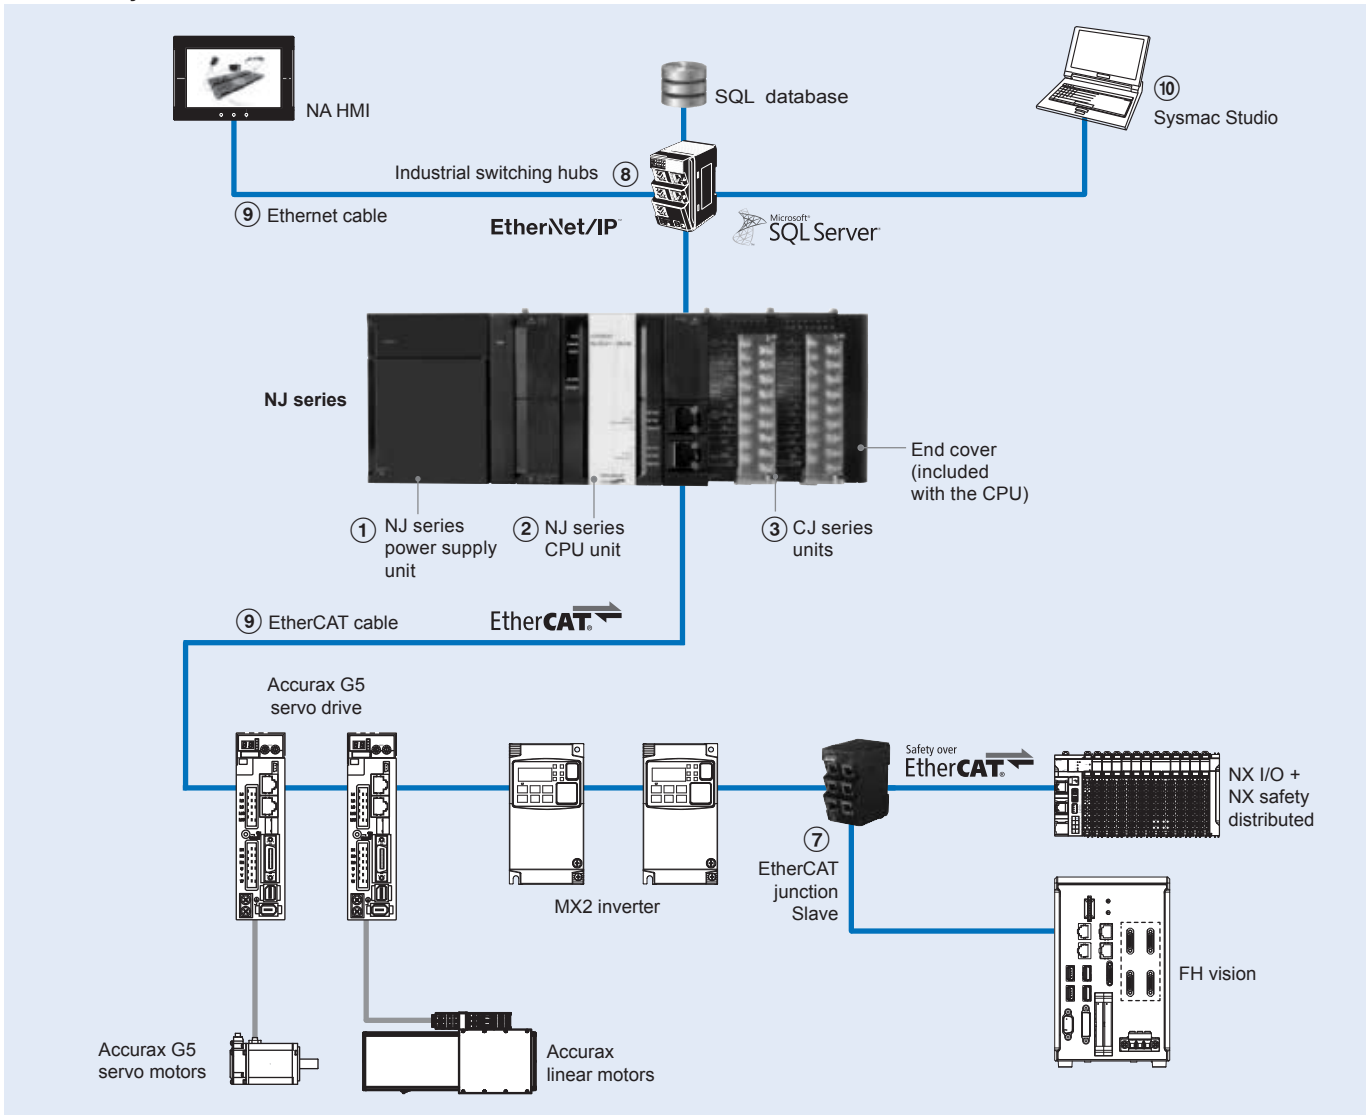 NA HMI
SQL database
10
Sysmac Studio
Industrial switching hubs 8
9 Ethernet cable
EtherNet/IP™
Microsoft®
SQL Server®
NJ series
End cover
(included
with the CPU)
1 NJ series
power supply
unit
2 NJ series
CPU unit
3 CJ series
units
9 EtherCAT cable
EtherCAT®
Accurax G5
servo drive
Safety over
EtherCAT®
NX I/O +
NX safety
distributed
7
EtherCAT
junction
Slave
MX2 inverter
FH vision
Accurax G5
servo motors
Accurax
linear motors